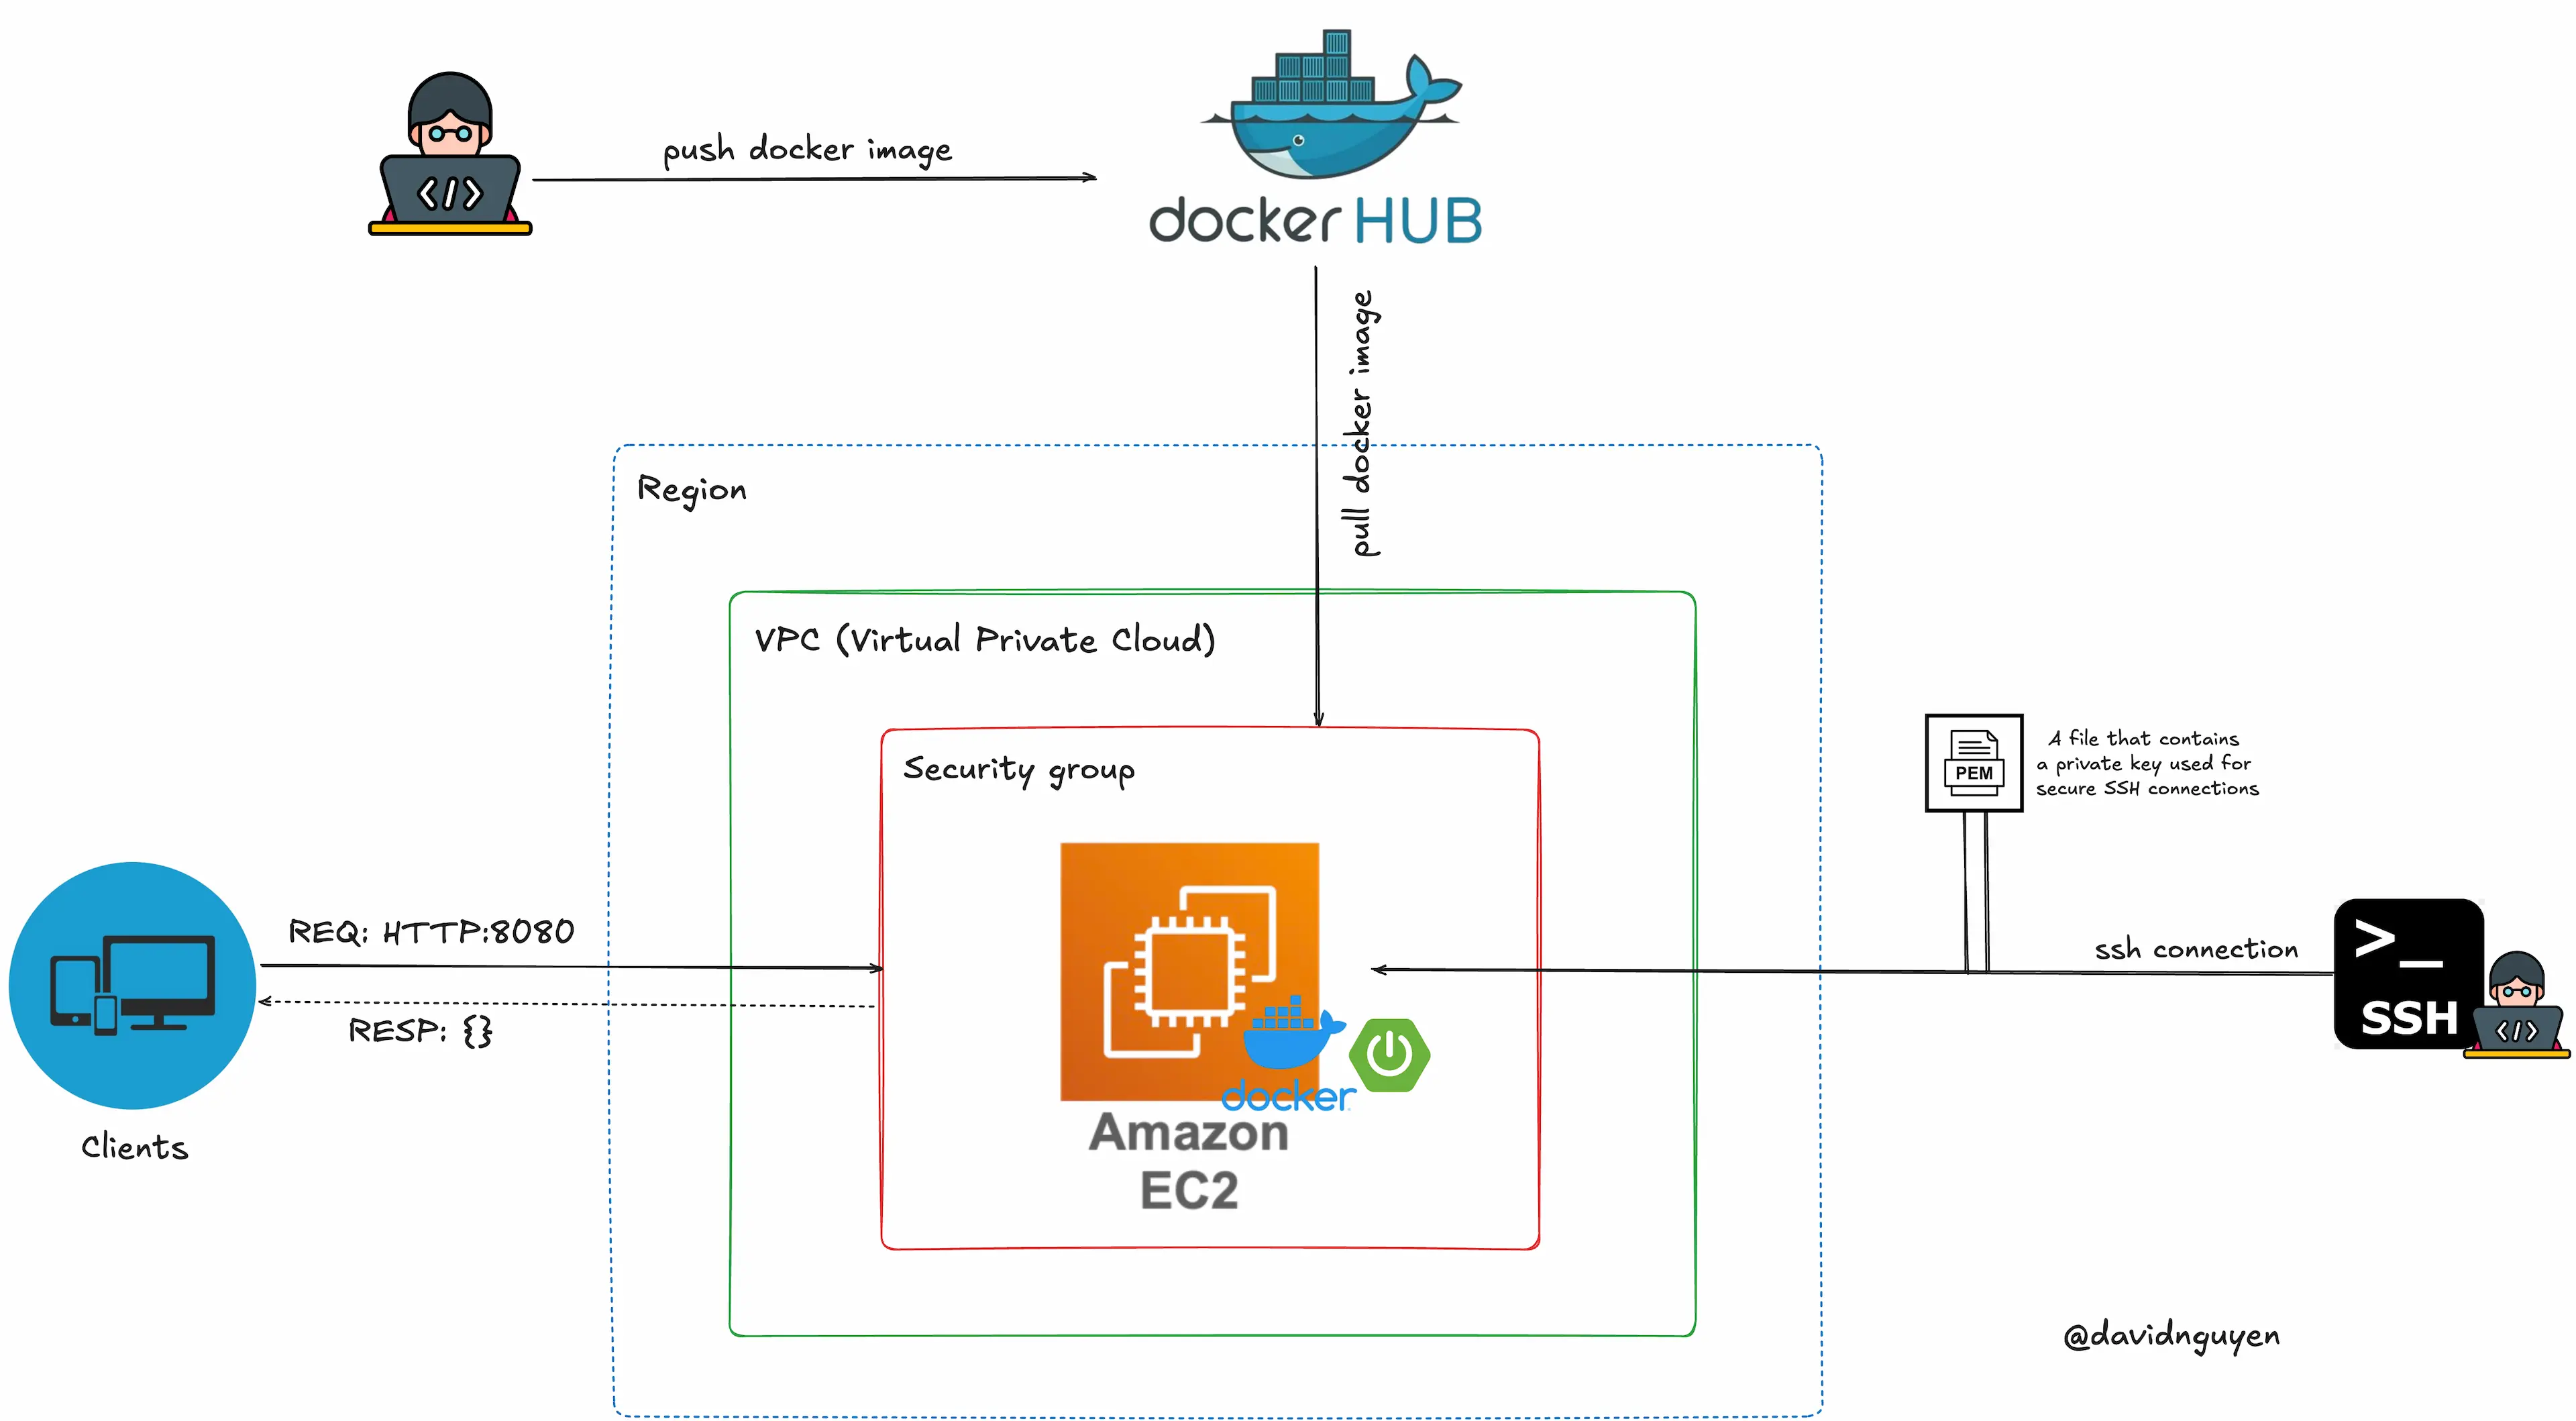 push docker image
docker HUB
pull docker image
Region
VPC (Virtual Private Cloud)
Security group
PEM
A file that contains
a private key used for
secure SSH connections
REQ: HTTP:8080
RESP: {}
Clients
ssh connection
>_
SSH
</>
</>
docker
Amazon
EC2
@davidnguyen